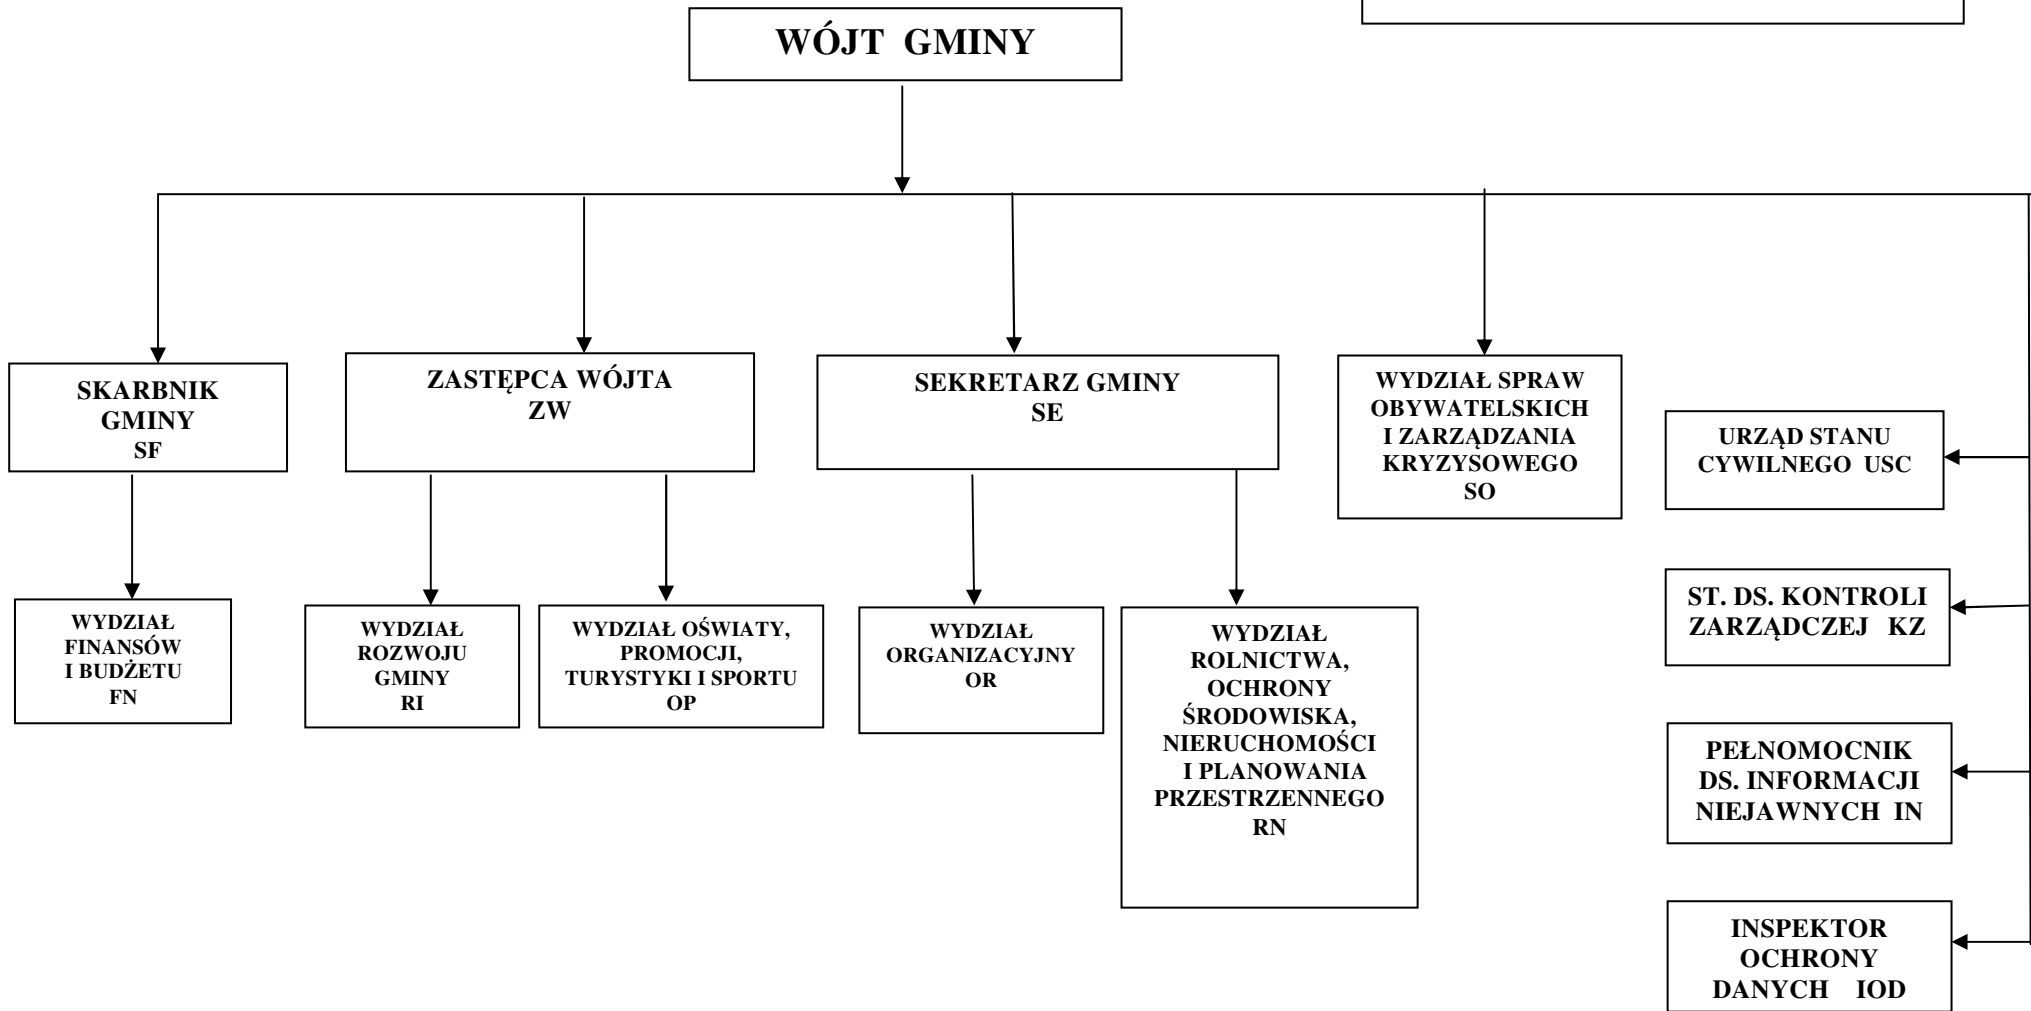 WÓJT GMINY
SKARBNIK
GMINY
SF
ZASTĘPCA WÓJTA
ZW
SEKRETARZ GMINY
SE
WYDZIAŁ SPRAW
OBYWATELSKICH
I ZARZĄDZANIA
KRYZYSOWEGO
SO
URZĄD STANU
CYWILNEGO USC
WYDZIAŁ
FINANSÓW
I BUDŻETU
FN
WYDZIAŁ
ROZWOJU
GMINY
RI
WYDZIAŁ OŚWIATY,
PROMOCJI,
TURYSTYKI I SPORTU
OP
WYDZIAŁ
ORGANIZACYJNY
OR
WYDZIAŁ
ROLNICTWA,
OCHRONY
ŚRODOWISKA,
NIERUCHOMOŚCI
I PLANOWANIA
PRZESTRZENNEGO
RN
ST. DS. KONTROLI
ZARZĄDCZEJ KZ
PEŁNOMOCNIK
DS. INFORMACJI
NIEJAWNYCH IN
INSPEKTOR
OCHRONY
DANYCH IOD